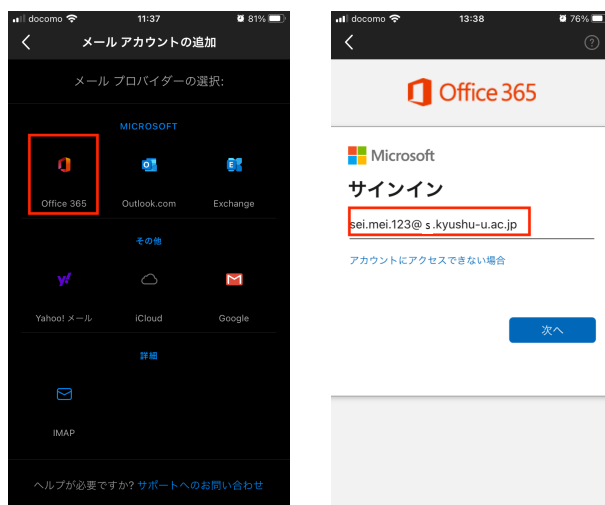 docomo 11:37 81%
メール アカウントの追加
メール プロバイダーの選択:
MICROSOFT
Office 365 Outlook.com Exchange
その他
Yahoo! メール iCloud Google
詳細
IMAP
ヘルプが必要ですか? サポートへのお問い合わせ
docomo 13:38 76%
Office 365
Microsoft
サインイン
sei.mei.123@ s.kyushu-u.ac.jp
アカウントにアクセスできない場合
次へ